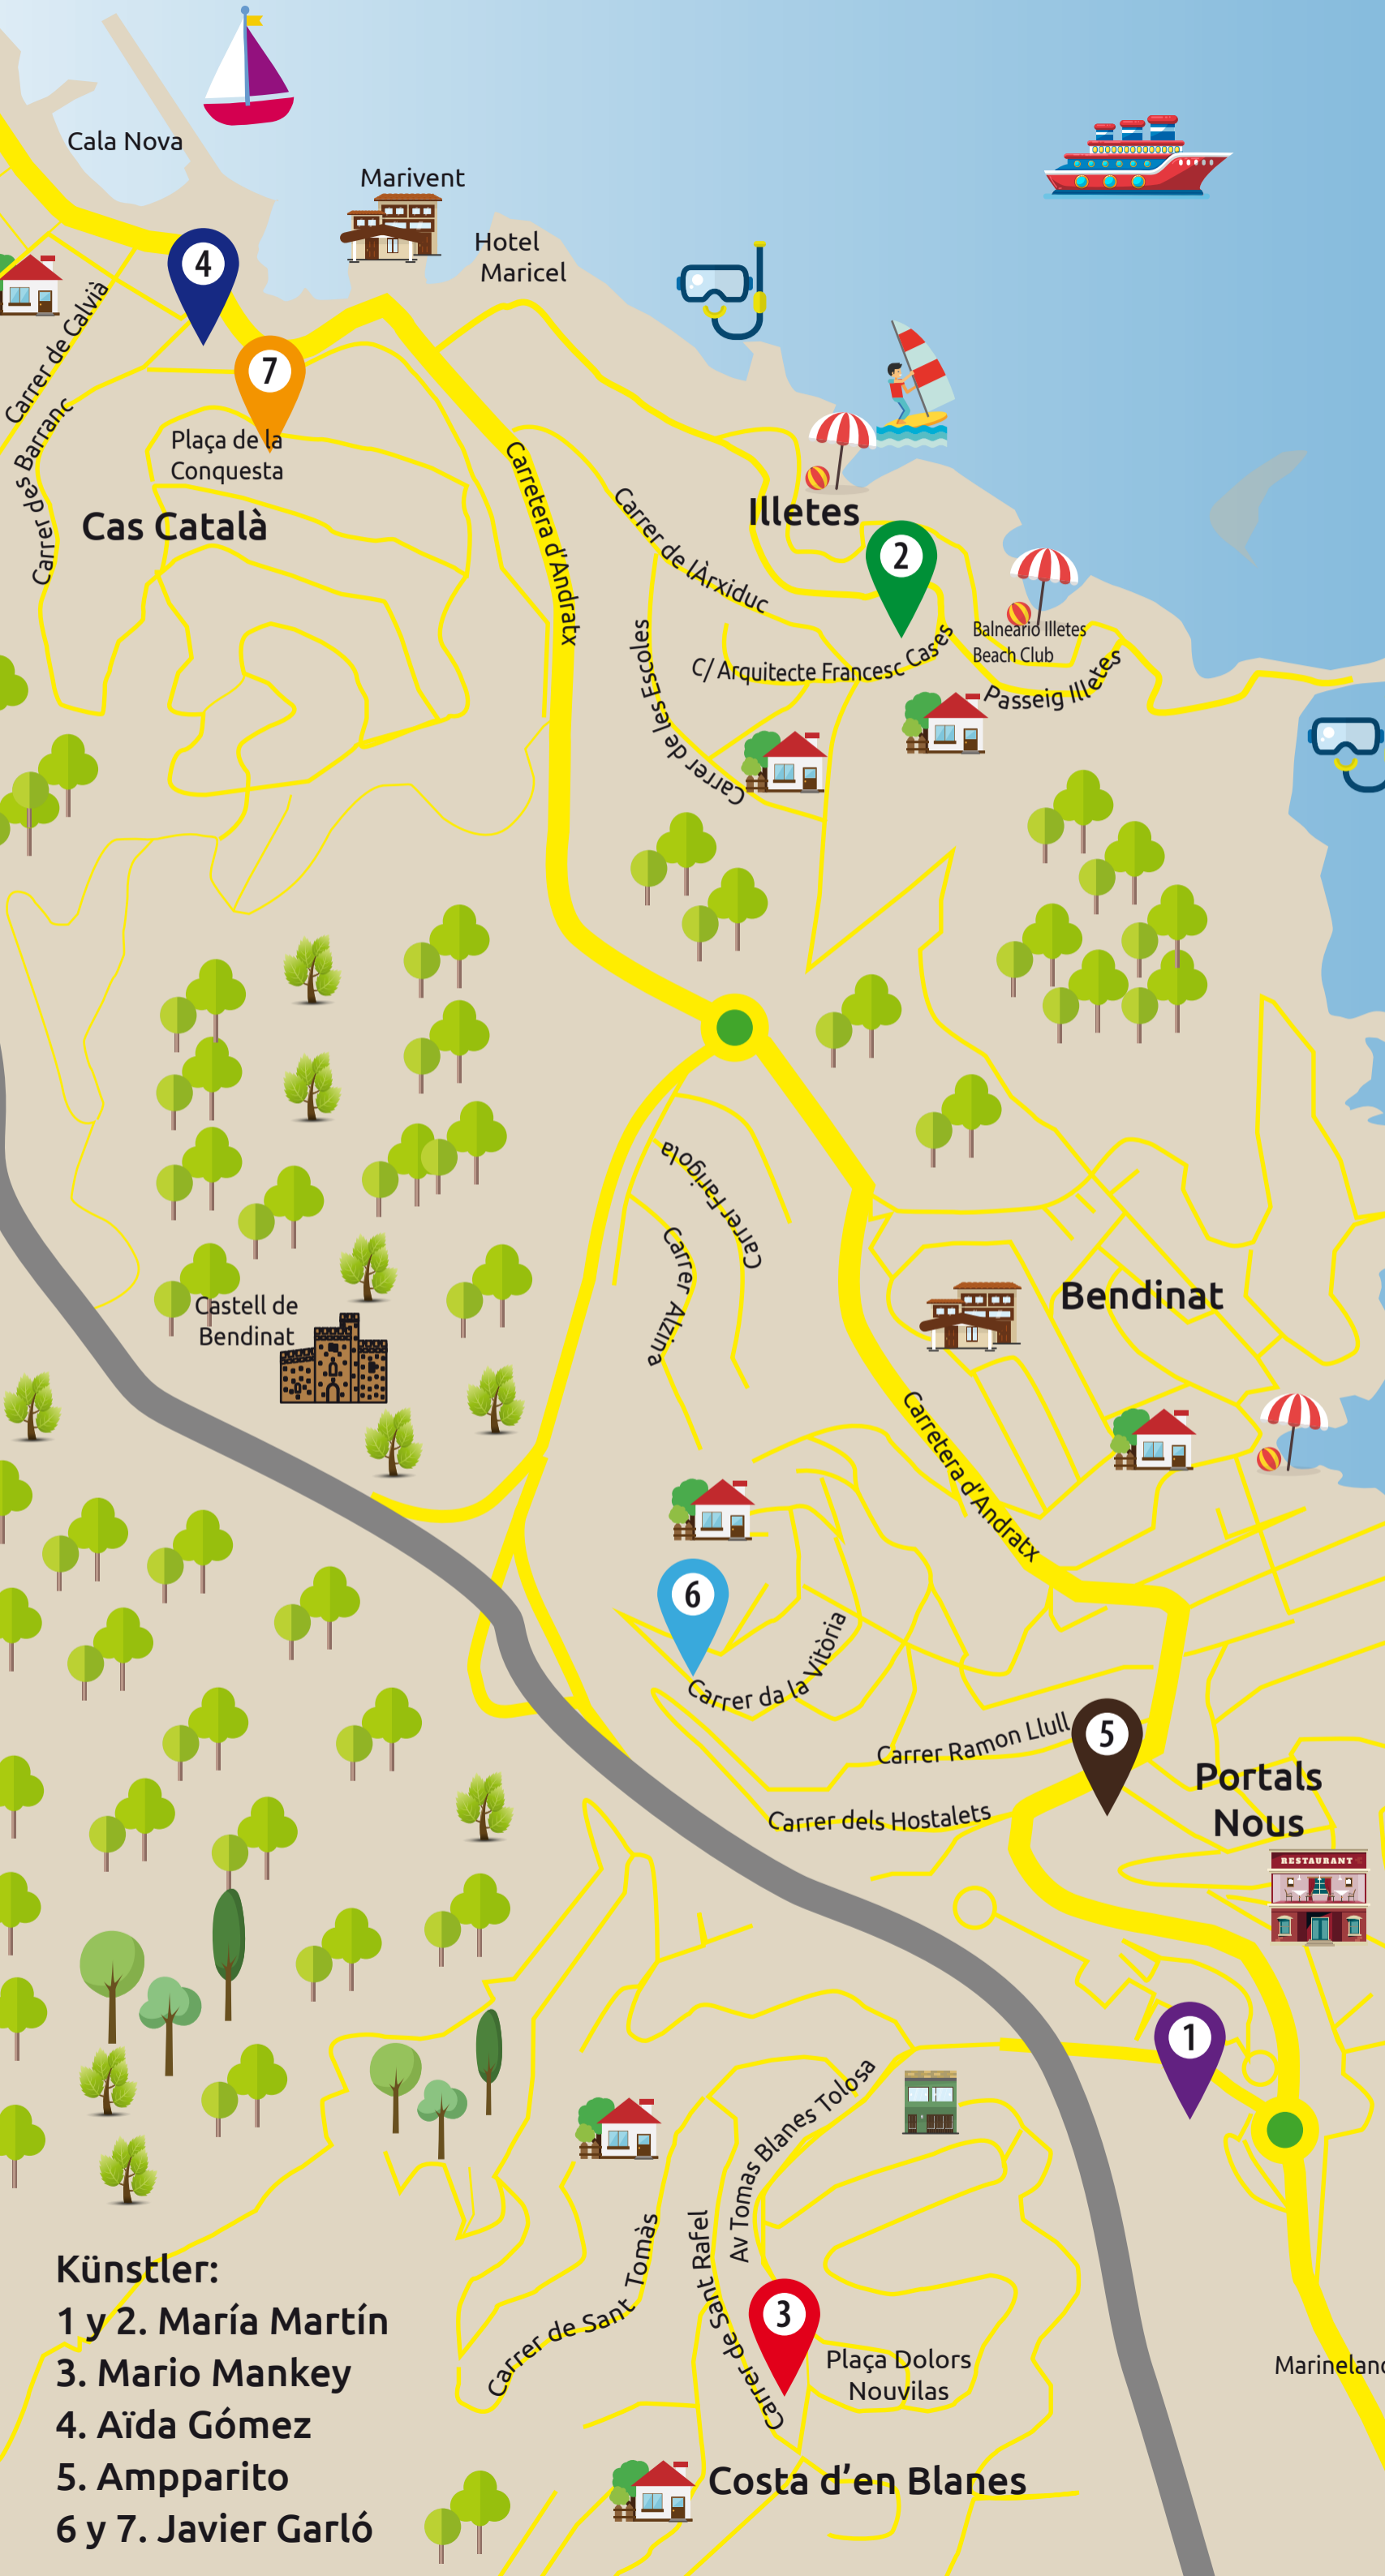 Cala Nova
Marivent
Hotel
Maricel
4
7
Carrer de Calvià
Carrer des Barranc
Plaça de la
Conquesta
Cas Català
Carretera d'Andratx
Carrer de lÀrxiduc
Illetes
2
Carrer de les Escoles
C/ Arquitecte Francesc Cases
Balneario Illetes
Beach Club
Passeig Illetes
Carrer Farigola
Carrer Alzina
Castell de
Bendinat
Bendinat
Carretera d'Andratx
6
Carrer da la Vitòria
5
Carrer Ramon Llull
Carrer dels Hostalets
Portals
Nous
RESTAURANT
1
Av Tomas Blanes Tolosa
Carrer de Sant Tomàs
Carrer de Sant Rafel
3
Plaça Dolors
Nouvilas
Marineland
Costa d'en Blanes
Künstler:
1 y 2. María Martín
3. Mario Mankey
4. Aïda Gómez
5. Ampparito
6 y 7. Javier Garló